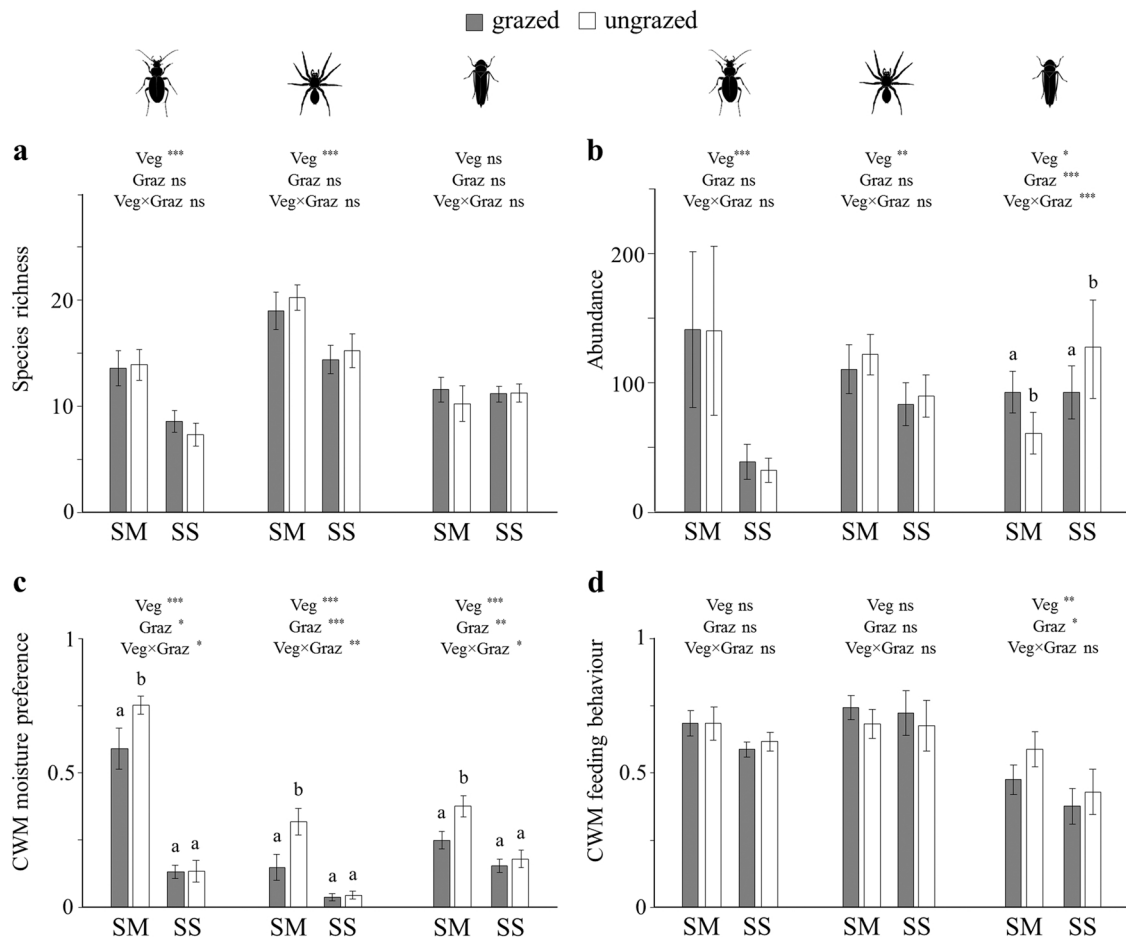 grazed ungrazed
a
Veg *** Veg *** Veg ns
Graz ns Graz ns Graz ns
Veg×Graz ns Veg×Graz ns Veg×Graz ns
Species richness
20
10
0
SM SS SM SS SM SS
b
Veg *** Veg ** Veg *
Graz ns Graz ns Graz ***
Veg×Graz ns Veg×Graz ns Veg×Graz ***
Abundance
200
100
0
a b a b
SM SS SM SS SM SS
c
Veg *** Veg *** Veg ***
Graz * Graz *** Graz **
Veg×Graz * Veg×Graz ** Veg×Graz *
CWM moisture preference
1
0.5
0
a b a a a b a a a b a a
SM SS SM SS SM SS
d
Veg ns Veg ns Veg **
Graz ns Graz ns Graz *
Veg×Graz ns Veg×Graz ns Veg×Graz ns
CWM feeding behaviour
1
0.5
0
SM SS SM SS SM SS